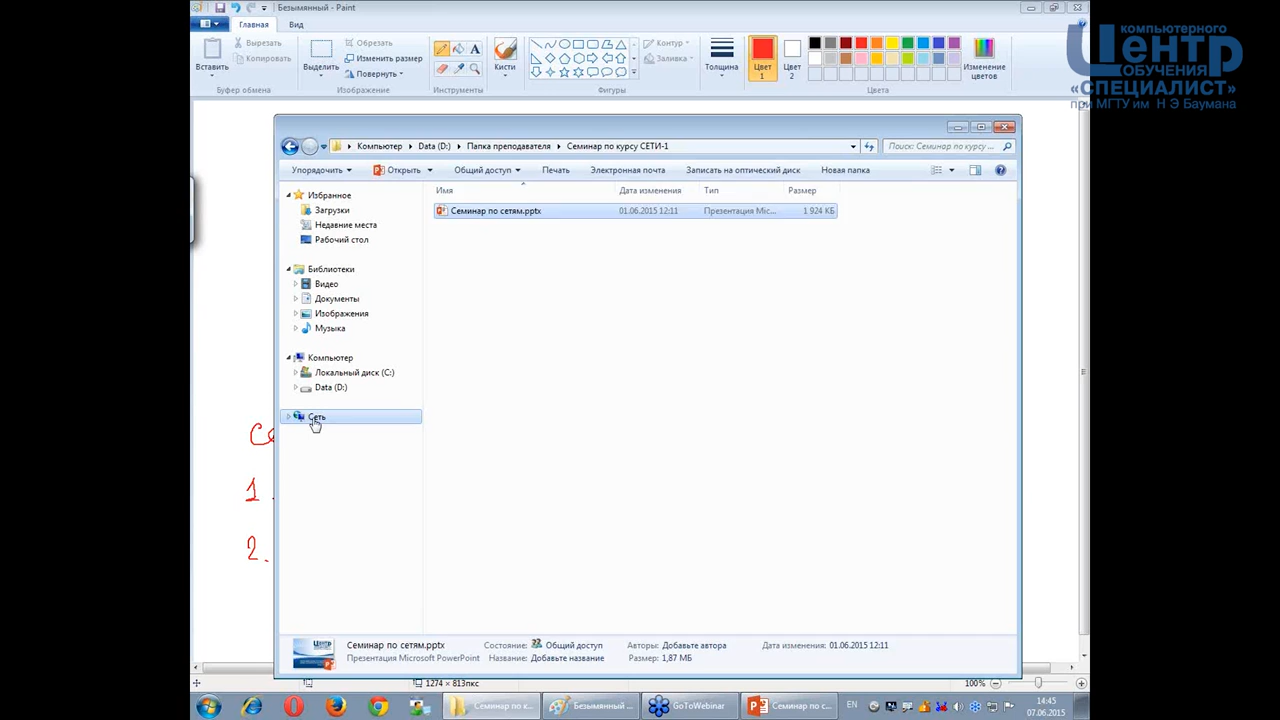 Безымянный - Paint
Главная
Вид
Вставить
Вырезать
Копировать
Буфер обмена
Выделить
Обрезать
Изменить размер
Повернуть
Изображение
Инструменты
Кисти
Фигуры
Контур
Заливка
Толщина
Цвет 1
Цвет 2
Изменение цветов
Цвета
компьютерного
Центр
ОБУЧЕНИЯ
«СПЕЦИАЛИСТ»
при МГТУ им Н Э Баумана
Компьютер Data (D:) Папка преподавателя Семинар по курсу СЕТИ-1
Поиск: Семинар по курсу ...
Упорядочить Открыть Общий доступ Печать Электронная почта Записать на оптический диск Новая папка
Имя Дата изменения Тип Размер
Семинар по сетям.pptx 01.06.2015 12:11 Презентация Mic... 1 924 КБ
Избранное
Загрузки
Недавние места
Рабочий стол
Библиотеки
Видео
Документы
Изображения
Музыка
Компьютер
Локальный диск (C:)
Data (D:)
Сеть
Се
1.
2.
Семинар по сетям.pptx Состояние: Общий доступ Авторы: Добавьте автора Дата изменения: 01.06.2015 12:11
Презентация Microsoft PowerPoint Название: Добавьте название Размер: 1,87 МБ
1274 × 813пкс
100%
Семинар по к...
Безымянный ...
GoToWebinar
Семинар по с...
EN
14:45
07.06.2015